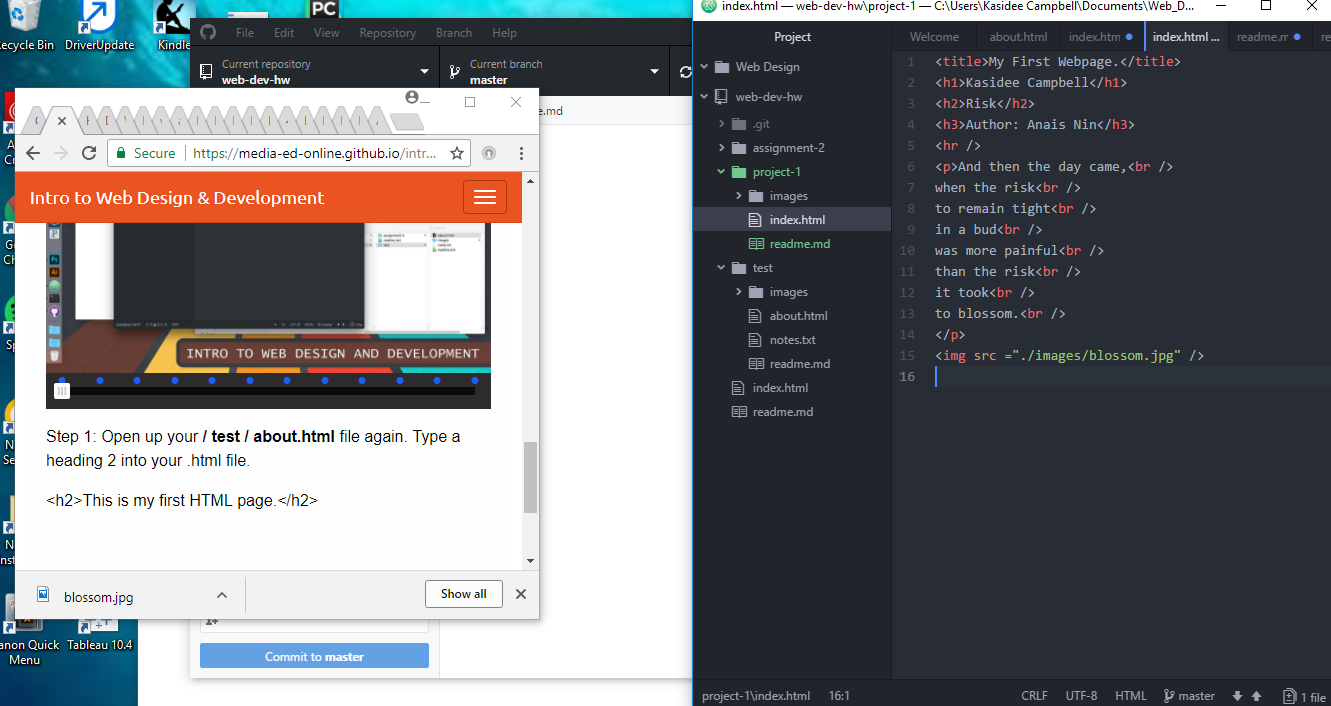 index.html — web-dev-hw\project-1 — C:\Users\Kasidee Campbell\Documents\Web_D...
PC
Recycle Bin
DriverUpdate
Kindle
File Edit View Repository Branch Help
Current repository
web-dev-hw
Current branch
master
e.md
Secure https://media-ed-online.github.io/intr...
Intro to Web Design & Development
INTRO TO WEB DESIGN AND DEVELOPMENT
Step 1: Open up your / test / about.html file again. Type a
heading 2 into your .html file.
<h2>This is my first HTML page.</h2>
blossom.jpg
Show all
Commit to master
anon Quick
Menu
Tableau 10.4
Project
Web Design
web-dev-hw
.git
assignment-2
project-1
images
index.html
readme.md
test
images
about.html
notes.txt
readme.md
index.html
readme.md
Welcome about.html index.htm index.html ... readme.m re
1 <title>My First Webpage.</title>
2 <h1>Kasidee Campbell</h1>
3 <h2>Risk</h2>
4 <h3>Author: Anais Nin</h3>
5 <hr />
6 <p>And then the day came,<br />
7 when the risk<br />
8 to remain tight<br />
9 in a bud<br />
10 was more painful<br />
11 than the risk<br />
12 it took<br />
13 to blossom.<br />
14 </p>
15 <img src ="./images/blossom.jpg" />
16
project-1\index.html 16:1 CRLF UTF-8 HTML master 1 file